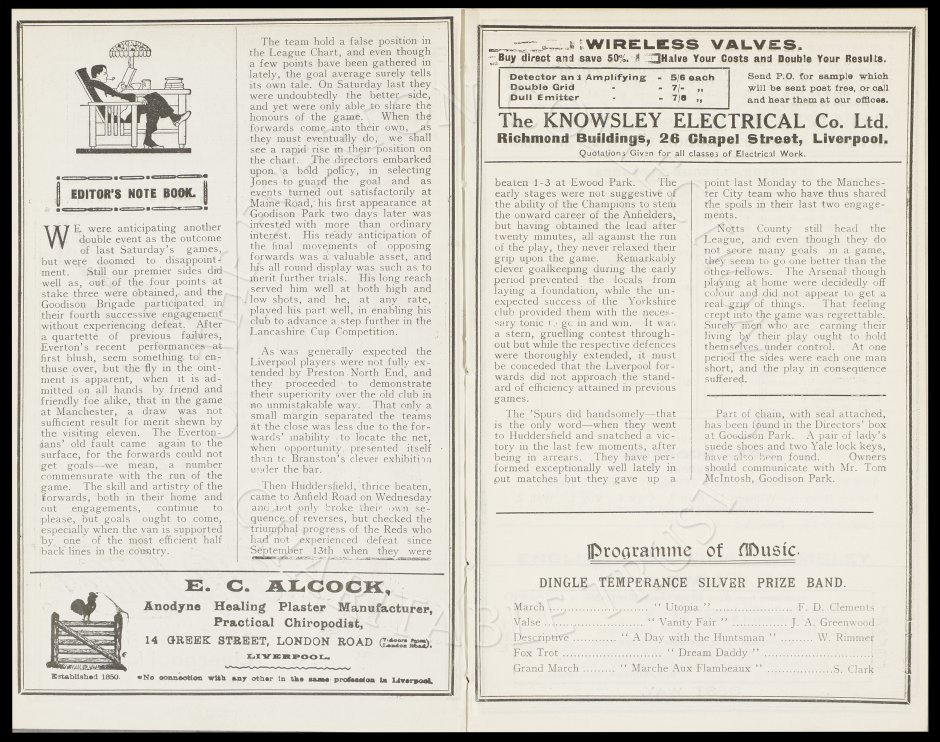 EDITOR'S NOTE BOOK.
WE were anticipating another
double event as the outcome
of last Saturday's games,
but were doomed to disappoint-
ment. Still our premier sides did
well as, out of the four points at
stake three were obtained, and the
Goodison Brigade participated in
their fourth successive engagement
without experiencing defeat. After
a quartette of previous failures,
Everton's recent performances at
first blush, seem something to en-
thuse over, but the fly in the oint-
ment is apparent, when it is ad-
mitted on all hands by friend and
friendly foe alike, that in the game
at Manchester, a draw was not
sufficient result for merit shewn by
the visiting eleven. The Everton-
ians' old fault came again to the
surface, for the forwards could not
get goals—we mean, a number
commensurate with the run of the
game. The skill and artistry of the
forwards, both in their home and
out engagements, continue to
please, but goals ought to come,
especially when the van is supported
by one of the most efficient half
back lines in the country.
The team hold a false position in
the League Chart, and even though
a few points have been gathered in
lately, the goal average surely tells
its own tale. On Saturday last they
were undoubtedly the better side,
and yet were only able to share the
honours of the game. When the
forwards come into their own, as
they must eventually do, we shall
see a rapid rise in their position on
the chart. The directors embarked
upon a bold policy, in selecting
Jones to guard the goal and as
events turned out satisfactorily at
Maine Road, his first appearance at
Goodison Park two days later was
invested with more than ordinary
interest. His ready anticipation of
the final movements of opposing
forwards was a valuable asset, and
his all round display was such as to
merit further trials. His long reach
served him well at both high and
low shots, and he, at any rate,
played his part well, in enabling his
club to advance a step further in the
Lancashire Cup Competition.
As was generally expected the
Liverpool players were not fully ex-
tended by Preston North End, and
they proceeded to demonstrate
their superiority over the old club in
no unmistakable way. That only a
small margin separated the teams
at the close was less due to the for-
wards' inability to locate the net,
when opportunity presented itself
than to Branston's clever exhibition
under the bar.
Then Huddersfield, thrice beaten,
came to Anfield Road on Wednesday
and not only broke their own se-
quence of reverses, but checked the
triumphal progress of the Reds who
had not experienced defeat since
September 13th when they were
E. C. ALCOCK,
Anodyne Healing Plaster Manufacturer,
Practical Chiropodist,
14 GREEK STREET, LONDON ROAD (7 doors from London Road).
LIVERPOOL.
Established 1850. *No connection with any other in the same profession in Liverpool.
WIRELESS VALVES.
Buy direct and save 50%. Halve Your Costs and Double Your Results.
Detector and Amplifying - 5/6 each
Double Grid - - 7/- ,,
Dull Emitter - - 7/6 ,,
Send P.O. for sample which
will be sent post free, or call
and hear them at our offices.
The KNOWSLEY ELECTRICAL Co. Ltd.
Richmond Buildings, 26 Chapel Street, Liverpool.
Quotations Given for all classes of Electrical Work.
beaten 1-3 at Ewood Park. The
early stages were not suggestive of
the ability of the Champions to stem
the onward career of the Anfielders,
but having obtained the lead after
twenty minutes, all against the run
of the play, they never relaxed their
grip upon the game. Remarkably
clever goalkeeping during the early
period prevented the locals from
laying a foundation, while the un-
expected success of the Yorkshire
club provided them with the neces-
sary tonic to go in and win. It was
a stern, gruelling contest through-
out but while the respective defences
were thoroughly extended, it must
be conceded that the Liverpool for-
wards did not approach the stand-
ard of efficiency attained in previous
games.
The 'Spurs did handsomely—that
is the only word—when they went
to Huddersfield and snatched a vic-
tory in the last few moments, after
being in arrears. They have per-
formed exceptionally well lately in
out matches but they gave up a
point last Monday to the Manches-
ter City team who have thus shared
the spoils in their last two engage-
ments.
Notts County still head the
League, and even though they do
not score many goals in a game,
they seem to go one better than the
other fellows. The Arsenal though
playing at home were decidedly off
colour and did not appear to get a
real grip of things. That feeling
crept into the game was regrettable.
Surely men who are earning their
living by their play ought to hold
themselves under control. At one
period the sides were each one man
short, and the play in consequence
suffered.
Part of chain, with seal attached,
has been found in the Directors' box
at Goodison Park. A pair of lady's
suede shoes and two Yale lock keys,
have also been found. Owners
should communicate with Mr. Tom
McIntosh, Goodison Park.
Programme of Music.
DINGLE TEMPERANCE SILVER PRIZE BAND.
March ............ "Utopia" ............ F. D. Clements
Valse ............ "Vanity Fair" ............ J. A. Greenwood
Descriptive ............ "A Day with the Huntsman" ............ W. Rimmer
Fox Trot ............ "Dream Daddy" ............
Grand March ............ "Marche Aux Flambeaux" ............ S. Clark